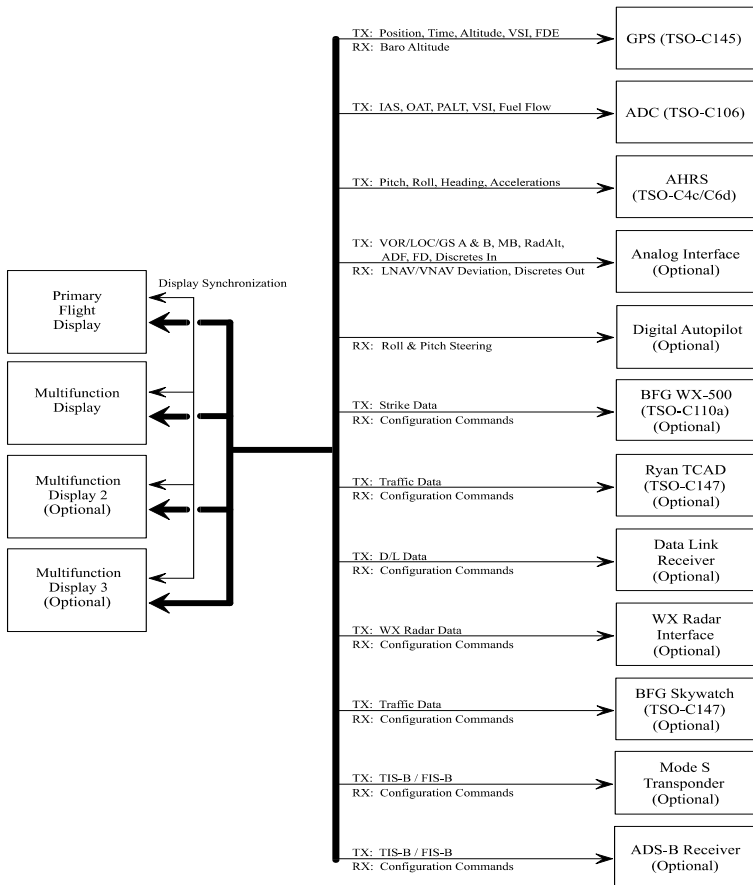 TX: Position, Time, Altitude, VSI, FDE
RX: Baro Altitude
GPS (TSO-C145)
TX: IAS, OAT, PALT, VSI, Fuel Flow
ADC (TSO-C106)
TX: Pitch, Roll, Heading, Accelerations
AHRS
(TSO-C4c/C6d)
TX: VOR/LOC/GS A & B, MB, RadAlt,
ADF, FD, Discretes In
RX: LNAV/VNAV Deviation, Discretes Out
Analog Interface
(Optional)
Display Synchronization
Primary
Flight
Display
RX: Roll & Pitch Steering
Digital Autopilot
(Optional)
Multifunction
Display
TX: Strike Data
RX: Configuration Commands
BFG WX-500
(TSO-C110a)
(Optional)
Multifunction
Display 2
(Optional)
TX: Traffic Data
RX: Configuration Commands
Ryan TCAD
(TSO-C147)
(Optional)
Multifunction
Display 3
(Optional)
TX: D/L Data
RX: Configuration Commands
Data Link
Receiver
(Optional)
TX: WX Radar Data
RX: Configuration Commands
WX Radar
Interface
(Optional)
TX: Traffic Data
RX: Configuration Commands
BFG Skywatch
(TSO-C147)
(Optional)
TX: TIS-B / FIS-B
RX: Configuration Commands
Mode S
Transponder
(Optional)
TX: TIS-B / FIS-B
RX: Configuration Commands
ADS-B Receiver
(Optional)